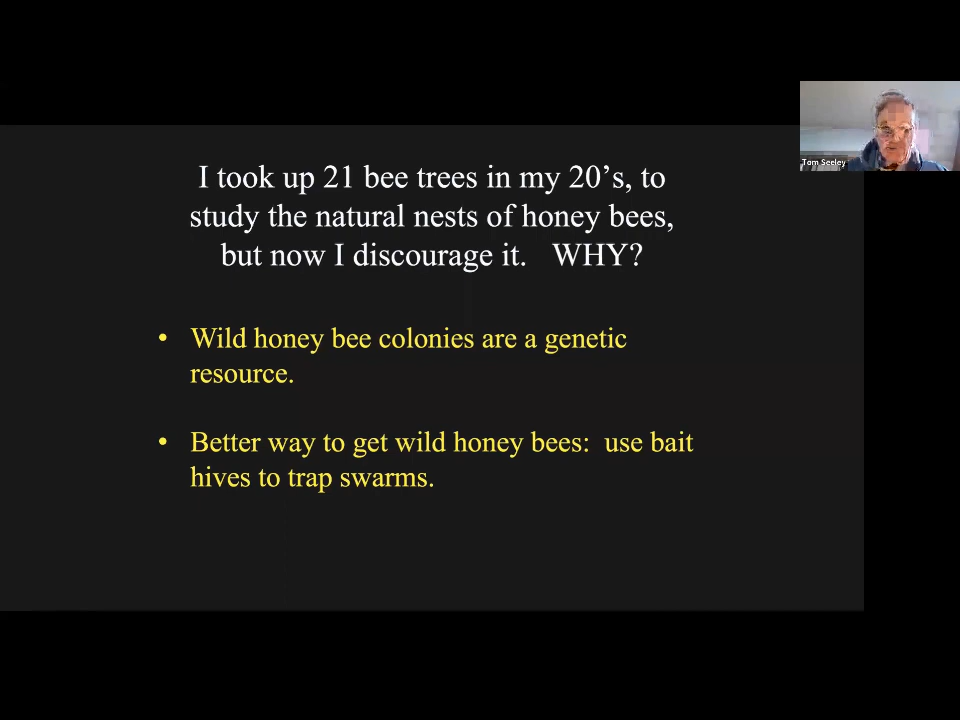 I took up 21 bee trees in my 20’s, to
study the natural nests of honey bees,
but now I discourage it.   WHY?
• Wild honey bee colonies are a genetic
resource.
• Better way to get wild honey bees:  use bait
hives to trap swarms.
Tom Seeley